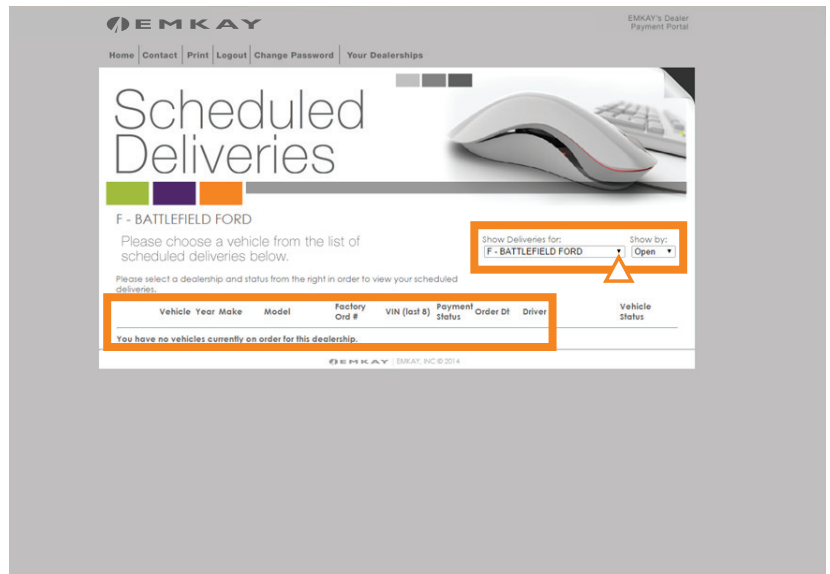 EMKAY
EMKAY's Dealer
Payment Portal
Home | Contact | Print | Logout | Change Password | Your Dealerships
Scheduled
Deliveries
F - BATTLEFIELD FORD
Please choose a vehicle from the list of
scheduled deliveries below.
Show Deliveries for: Show by:
F - BATTLEFIELD FORD Open
Please select a dealership and status from the right in order to view your scheduled
deliveries.
Vehicle Year Make Model Factory Ord # VIN (last 8) Payment Status Order Dt Driver Vehicle Status
You have no vehicles currently on order for this dealership.
EMKAY | EMKAY, INC © 2014